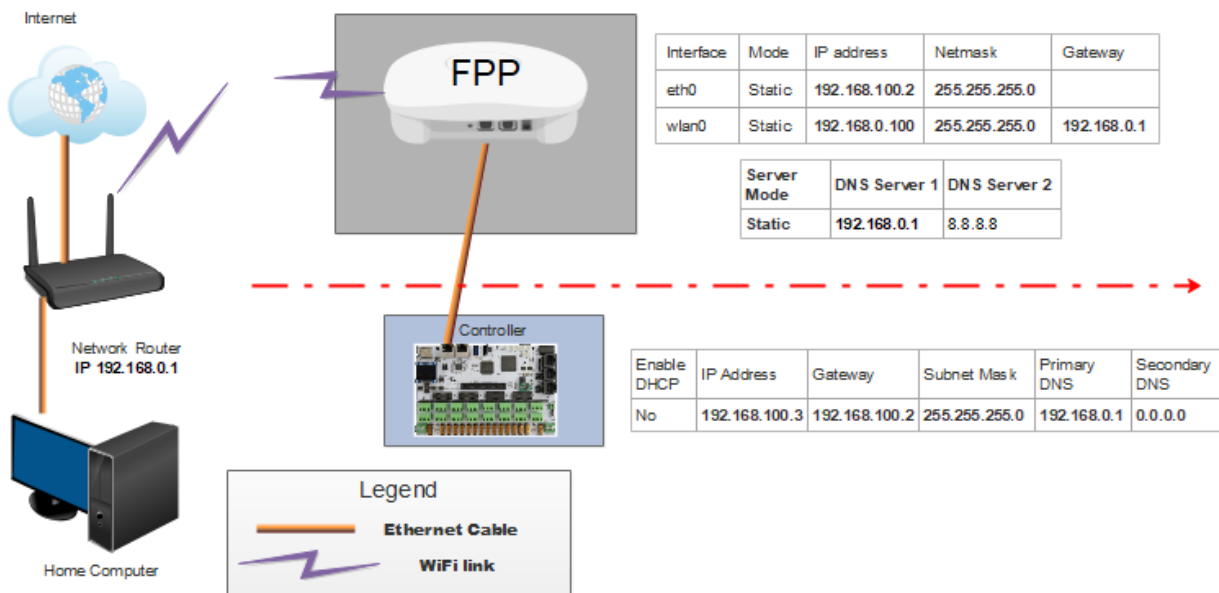 Internet
FPP
Interface Mode IP address Netmask Gateway
eth0 Static 192.168.100.2 255.255.255.0
wlan0 Static 192.168.0.100 255.255.255.0 192.168.0.1
Server Mode DNS Server 1 DNS Server 2
Static 192.168.0.1 8.8.8.8
Network Router
IP 192.168.0.1
Controller
Enable DHCP IP Address Gateway Subnet Mask Primary DNS Secondary DNS
No 192.168.100.3 192.168.100.2 255.255.255.0 192.168.0.1 0.0.0.0
Home Computer
Legend
Ethernet Cable
WiFi link